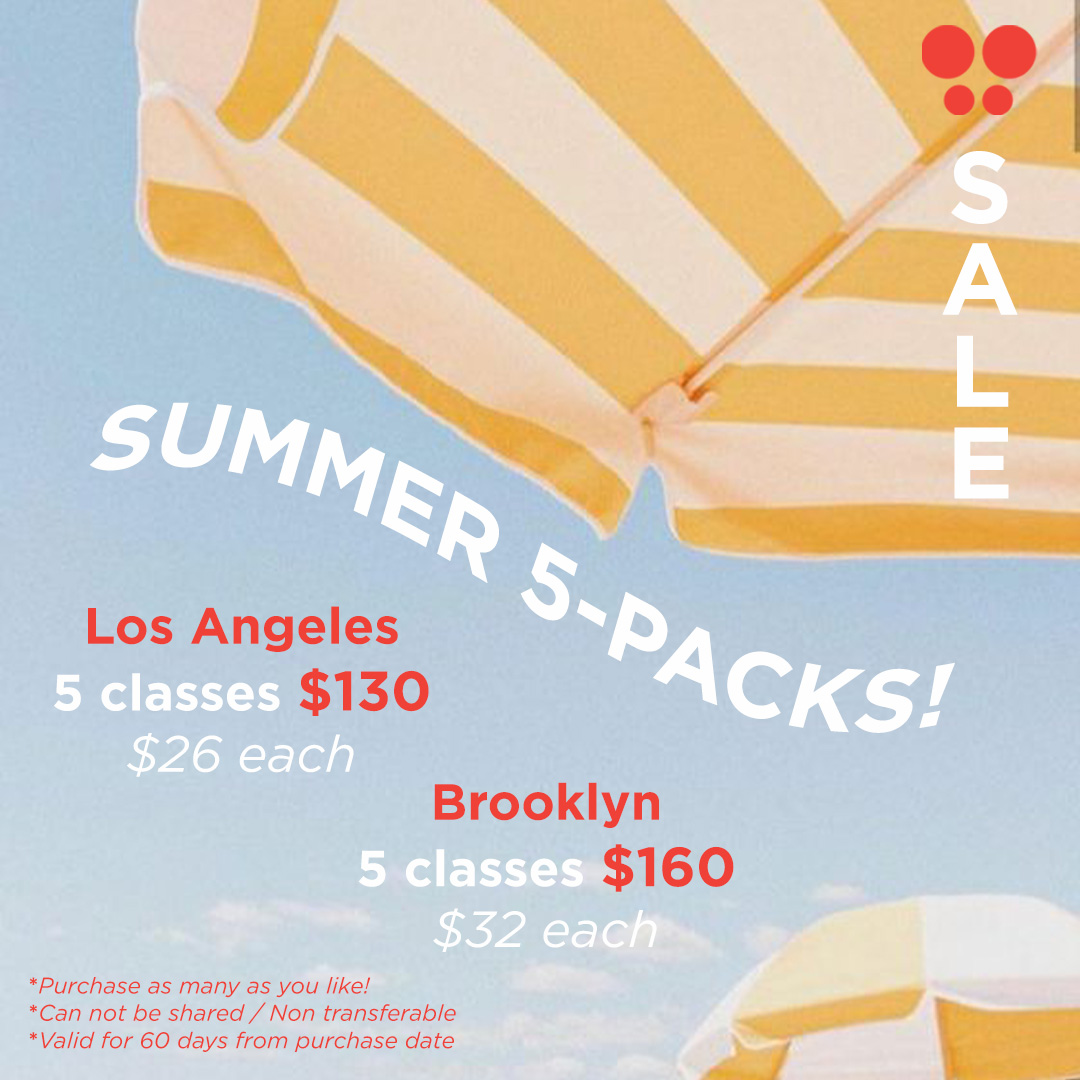 SALE
SUMMER 5-PACKS!
Los Angeles
5 classes $130
$26 each
Brooklyn
5 classes $160
$32 each
*Purchase as many as you like!
*Can not be shared / Non transferable
*Valid for 60 days from purchase date